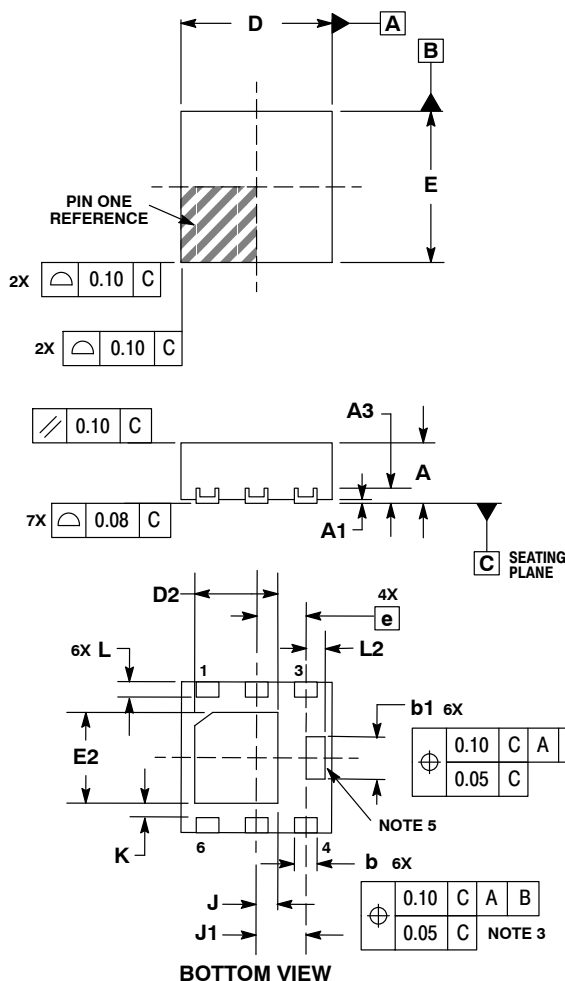 D
A
B
E
PIN ONE
REFERENCE
2X ⌓ 0.10 C
2X ⌓ 0.10 C
// 0.10 C
A3
A
7X ⌓ 0.08 C
A1
C SEATING
PLANE
D2
4X
e
L2
6X L
1
3
b1 6X
⌖ 0.10 C A
0.05 C
E2
NOTE 5
K
6
4
b 6X
J
⌖ 0.10 C A B
0.05 C NOTE 3
J1
BOTTOM VIEW